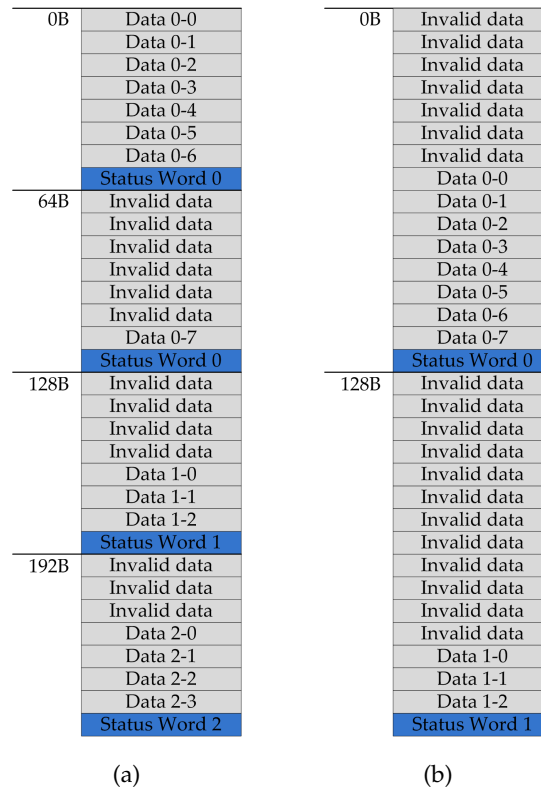 0B
Data 0-0
Data 0-1
Data 0-2
Data 0-3
Data 0-4
Data 0-5
Data 0-6
Status Word 0
64B
Invalid data
Invalid data
Invalid data
Invalid data
Invalid data
Invalid data
Data 0-7
Status Word 0
128B
Invalid data
Invalid data
Invalid data
Invalid data
Data 1-0
Data 1-1
Data 1-2
Status Word 1
192B
Invalid data
Invalid data
Invalid data
Data 2-0
Data 2-1
Data 2-2
Data 2-3
Status Word 2
(a)
0B
Invalid data
Invalid data
Invalid data
Invalid data
Invalid data
Invalid data
Invalid data
Data 0-0
Data 0-1
Data 0-2
Data 0-3
Data 0-4
Data 0-5
Data 0-6
Data 0-7
Status Word 0
128B
Invalid data
Invalid data
Invalid data
Invalid data
Invalid data
Invalid data
Invalid data
Invalid data
Invalid data
Invalid data
Invalid data
Invalid data
Data 1-0
Data 1-1
Data 1-2
Status Word 1
(b)